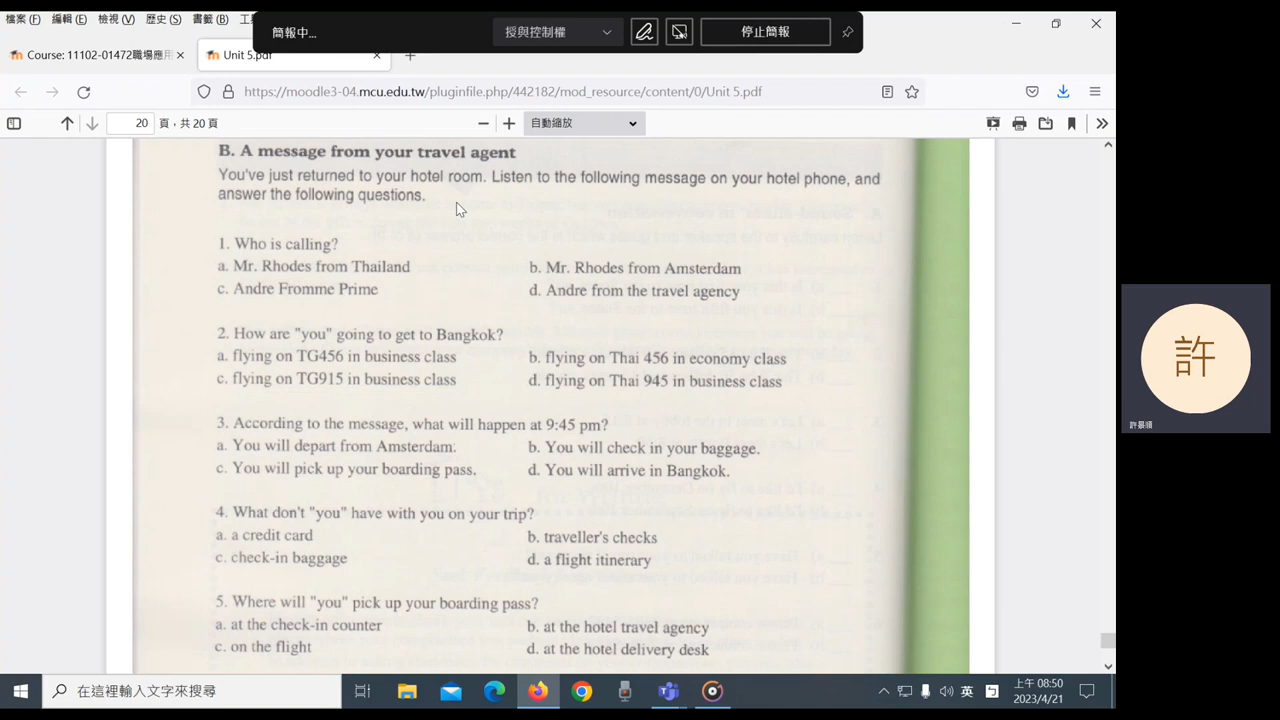 檔案(F) 編輯(E) 檢視(V) 歷史(S) 書籤(B)
簡報中...
授與控制權
停止簡報
Course: 11102-01472職場應用
Unit 5.pdf
https://moodle3-04.mcu.edu.tw/pluginfile.php/442182/mod_resource/content/0/Unit 5.pdf
20 頁，共 20 頁
自動縮放
B. A message from your travel agent
You've just returned to your hotel room. Listen to the following message on your hotel phone, and
answer the following questions.
1. Who is calling?
a. Mr. Rhodes from Thailand
b. Mr. Rhodes from Amsterdam
c. Andre Fromme Prime
d. Andre from the travel agency
2. How are "you" going to get to Bangkok?
a. flying on TG456 in business class
b. flying on Thai 456 in economy class
c. flying on TG915 in business class
d. flying on Thai 945 in business class
3. According to the message, what will happen at 9:45 pm?
a. You will depart from Amsterdam.
b. You will check in your baggage.
c. You will pick up your boarding pass.
d. You will arrive in Bangkok.
4. What don't "you" have with you on your trip?
a. a credit card
b. traveller's checks
c. check-in baggage
d. a flight itinerary
5. Where will "you" pick up your boarding pass?
a. at the check-in counter
b. at the hotel travel agency
c. on the flight
d. at the hotel delivery desk
許
許景順
在這裡輸入文字來搜尋
英
上午 08:50
2023/4/21